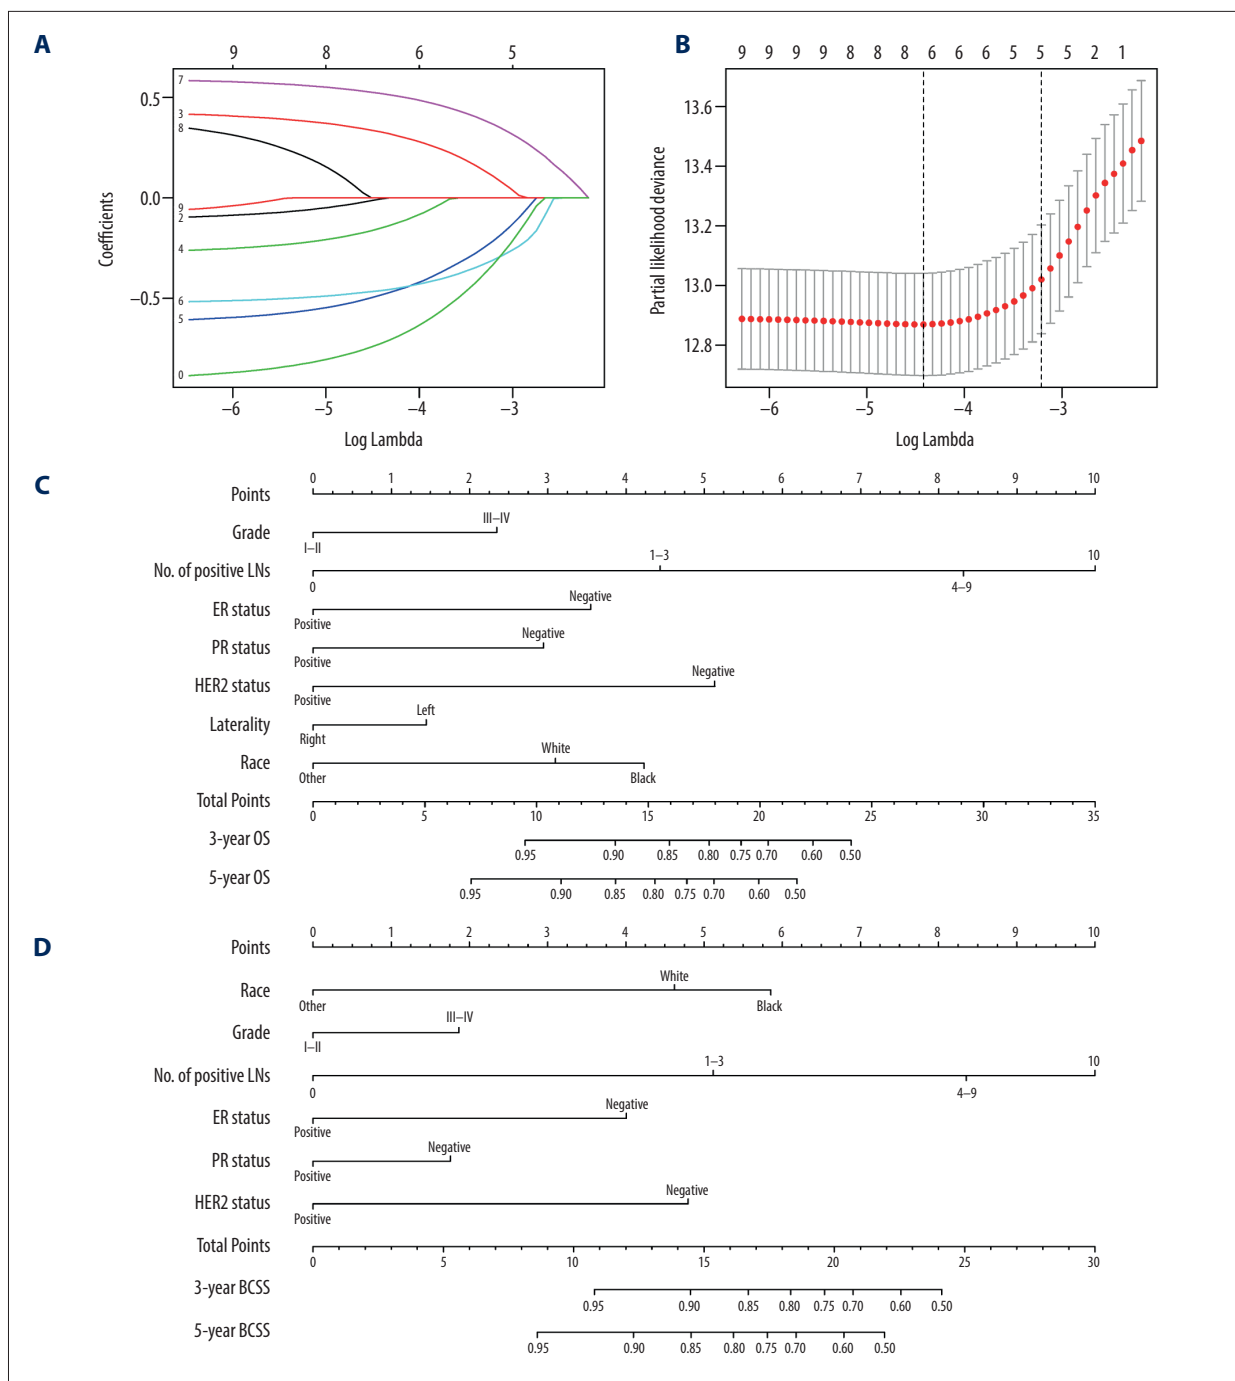 A
9 8 6 5
7
0.5
3
8
0.0
9
2
4
−0.5
6
5
0
Coefficients
−6 −5 −4 −3
Log Lambda
B
9 9 9 9 8 8 8 6 6 6 5 5 5 2 1
13.6
13.4
13.2
13.0
12.8
Partial likelihood deviance
−6 −5 −4 −3
Log Lambda
C
Points 0 1 2 3 4 5 6 7 8 9 10
III–IV
Grade
I–II
1–3 10
No. of positive LNs
0 4–9
Negative
ER status
Positive
Negative
PR status
Positive
Negative
HER2 status
Positive
Left
Laterality
Right
White
Race
Other Black
Total Points
0 5 10 15 20 25 30 35
3-year OS
0.95 0.90 0.85 0.80 0.75 0.70 0.60 0.50
5-year OS
0.95 0.90 0.85 0.80 0.75 0.70 0.60 0.50
D
Points 0 1 2 3 4 5 6 7 8 9 10
White
Race
Other Black
III–IV
Grade
I–II
1–3 10
No. of positive LNs
0 4–9
Negative
ER status
Positive
Negative
PR status
Positive
Negative
HER2 status
Positive
Total Points
0 5 10 15 20 25 30
3-year BCSS
0.95 0.90 0.85 0.80 0.75 0.70 0.60 0.50
5-year BCSS
0.95 0.90 0.85 0.80 0.75 0.70 0.60 0.50